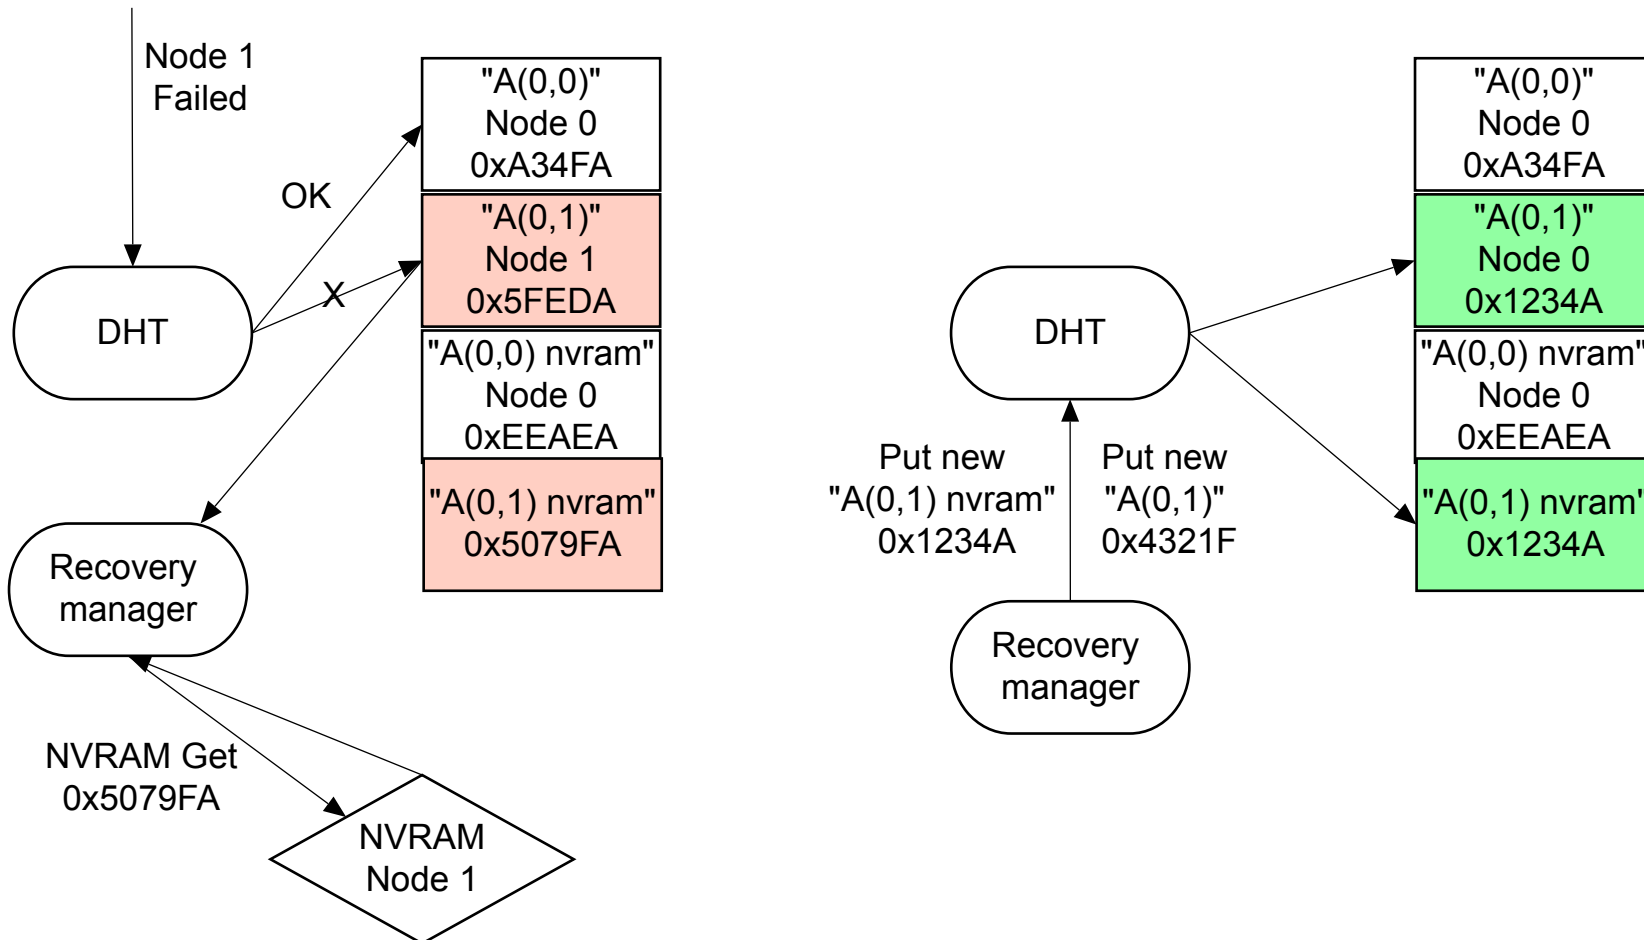 Node 1
Failed
OK
X
DHT
"A(0,0)"
Node 0
0xA34FA
"A(0,1)"
Node 1
0x5FEDA
"A(0,0) nvram"
Node 0
0xEEAEA
"A(0,1) nvram"
0x5079FA
Recovery
manager
NVRAM Get
0x5079FA
NVRAM
Node 1
DHT
"A(0,0)"
Node 0
0xA34FA
"A(0,1)"
Node 0
0x1234A
"A(0,0) nvram"
Node 0
0xEEAEA
"A(0,1) nvram"
0x1234A
Put new
"A(0,1) nvram"
0x1234A
Put new
"A(0,1)"
0x4321F
Recovery
manager